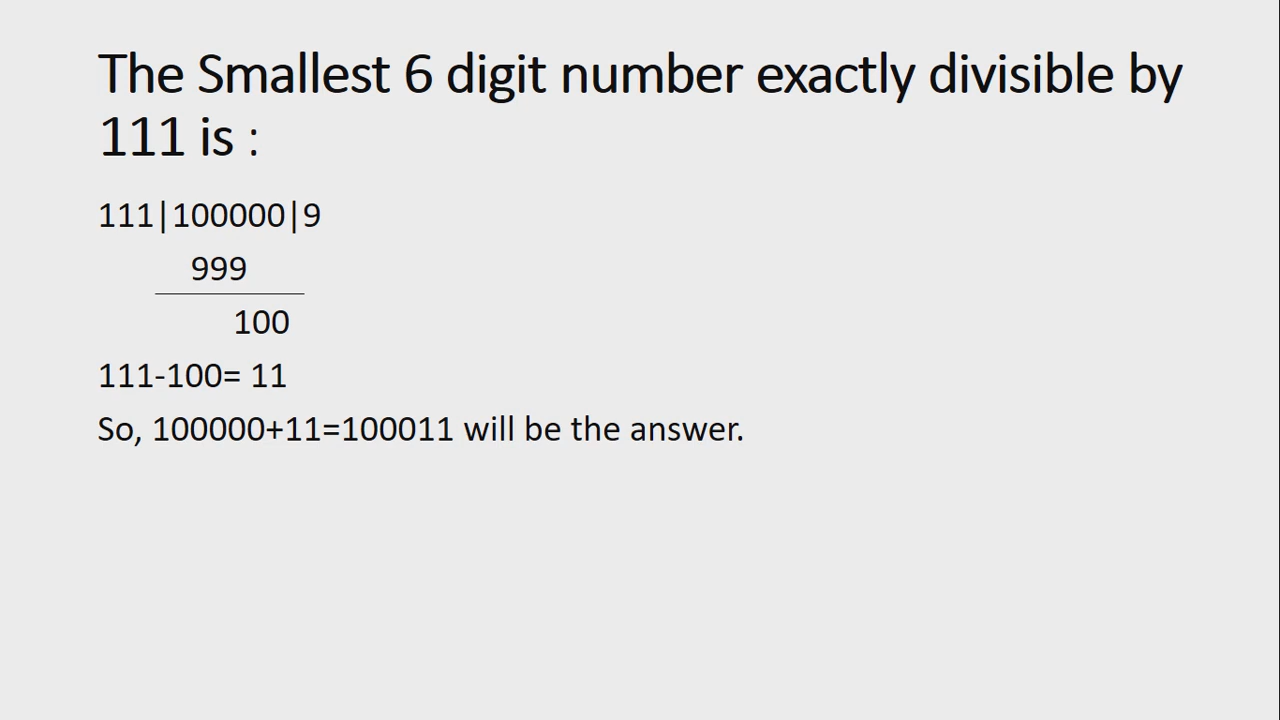 The Smallest 6 digit number exactly divisible by
111 is :
111|100000|9
999
100
111-100= 11
So, 100000+11=100011 will be the answer.